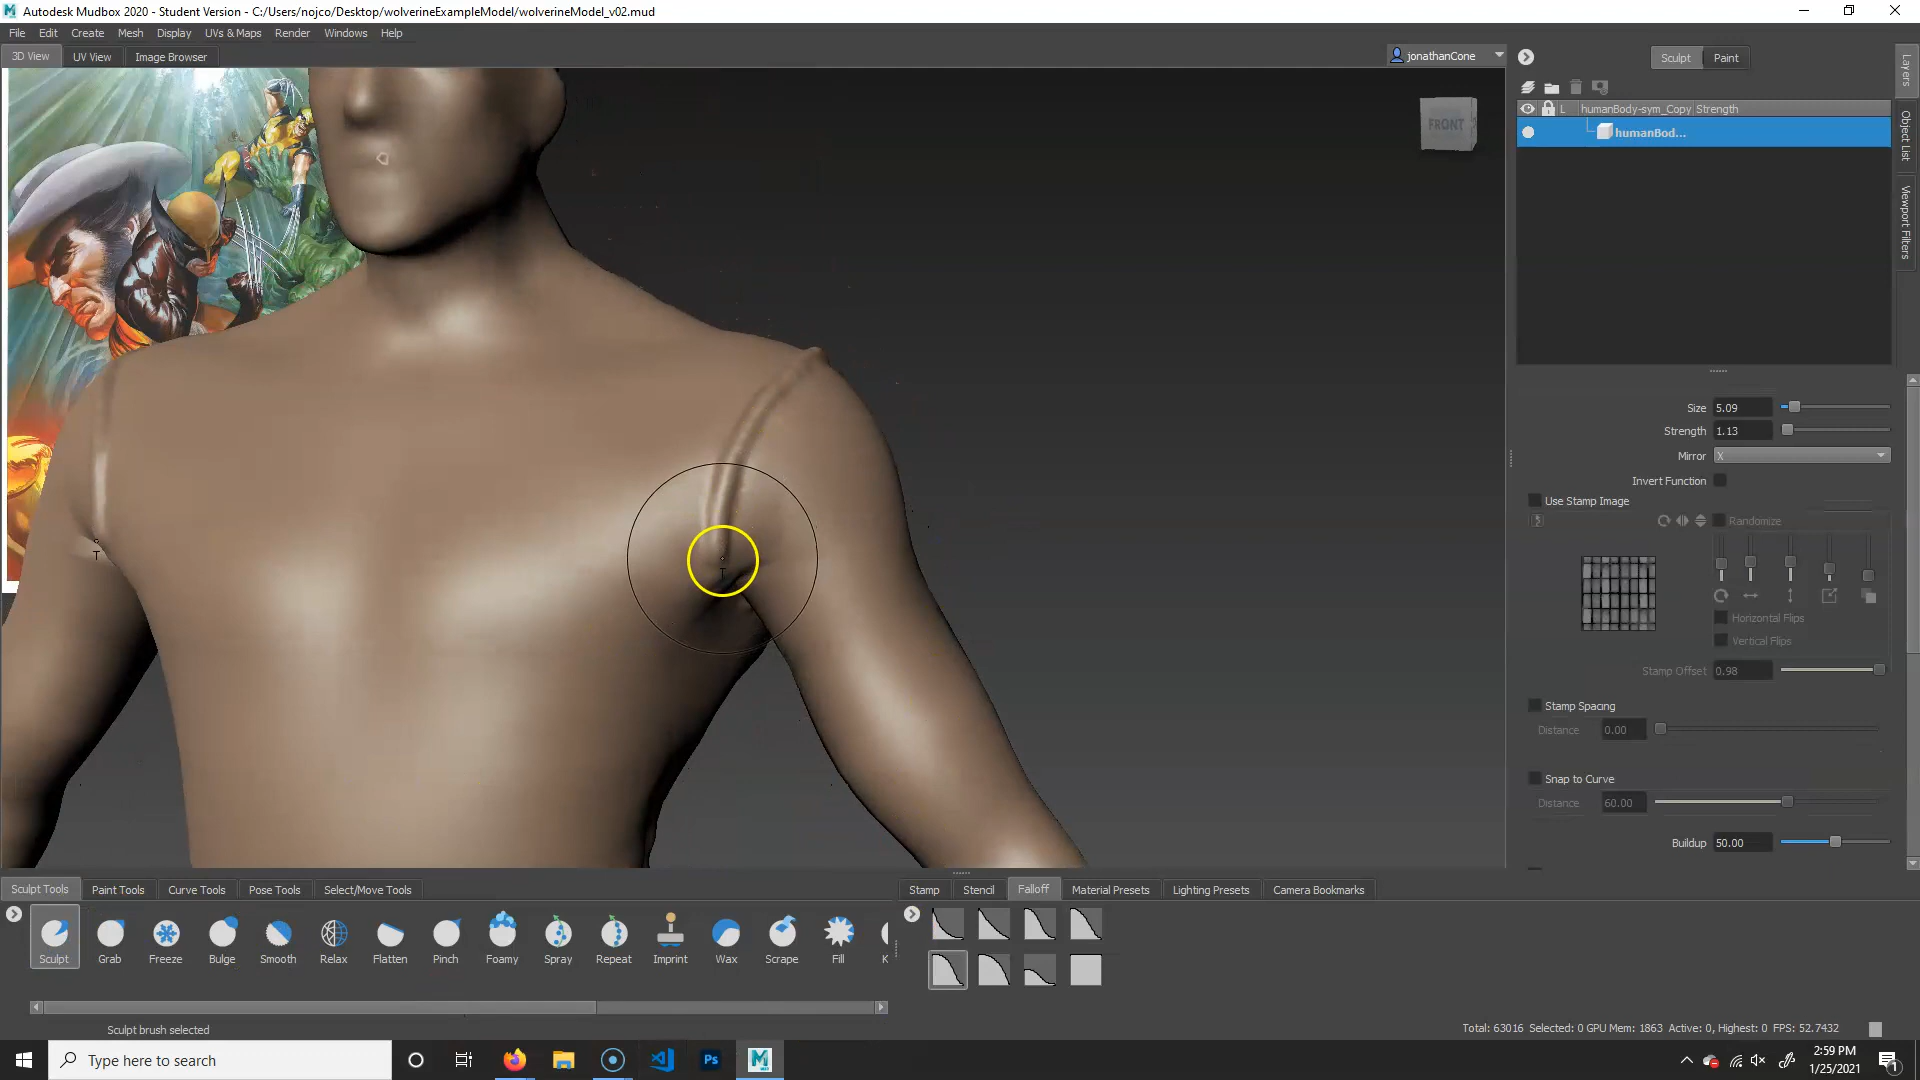 Autodesk Mudbox 2020 - Student Version - C:/Users/nojco/Desktop/wolverineExampleModel/wolverineModel_v02.mud
File Edit Create Mesh Display UVs & Maps Render Windows Help
3D View UV View Image Browser
jonathanCone
Sculpt Paint
Layers
Object List
Viewport Filters
L humanBody-sym_Copy Strength
humanBod...
FRONT
Size 5.09
Strength 1.13
Mirror X
Invert Function
Use Stamp Image
Randomize
Horizontal Flips
Vertical Flips
Stamp Offset 0.98
Stamp Spacing
Distance 0.00
Snap to Curve
Distance 60.00
Buildup 50.00
T
T
Sculpt Tools Paint Tools Curve Tools Pose Tools Select/Move Tools
Stamp Stencil Falloff Material Presets Lighting Presets Camera Bookmarks
Sculpt Grab Freeze Bulge Smooth Relax Flatten Pinch Foamy Spray Repeat Imprint Wax Scrape Fill K
Sculpt brush selected
Total: 63016 Selected: 0 GPU Mem: 1863 Active: 0, Highest: 0 FPS: 52.7432
Type here to search
Ps
M
2:59 PM
1/25/2021
1